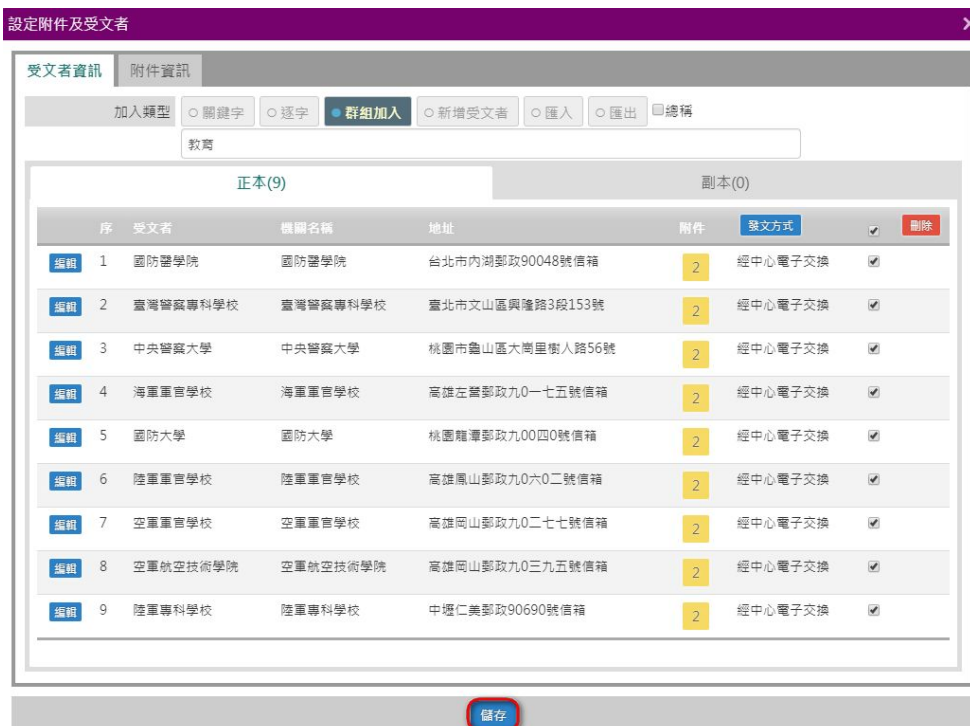 設定附件及受文者
受文者資訊 附件資訊
加入類型 關鍵字 逐字 群組加入 新增受文者 匯入 匯出 總稱
教育
正本(9) 副本(0)
序 受文者 機關名稱 地址 附件 發文方式 刪除
編輯 1 國防醫學院 國防醫學院 台北市內湖郵政90048號信箱 2 經中心電子交換
編輯 2 臺灣警察專科學校 臺灣警察專科學校 臺北市文山區興隆路3段153號 2 經中心電子交換
編輯 3 中央警察大學 中央警察大學 桃園市龜山區大崗里樹人路56號 2 經中心電子交換
編輯 4 海軍軍官學校 海軍軍官學校 高雄左營郵政九0一七五號信箱 2 經中心電子交換
編輯 5 國防大學 國防大學 桃園龍潭郵政九00四0號信箱 2 經中心電子交換
編輯 6 陸軍軍官學校 陸軍軍官學校 高雄鳳山郵政九0六0二號信箱 2 經中心電子交換
編輯 7 空軍軍官學校 空軍軍官學校 高雄岡山郵政九0二七七號信箱 2 經中心電子交換
編輯 8 空軍航空技術學院 空軍航空技術學院 高雄岡山郵政九0三九五號信箱 2 經中心電子交換
編輯 9 陸軍專科學校 陸軍專科學校 中壢仁美郵政90690號信箱 2 經中心電子交換
儲存